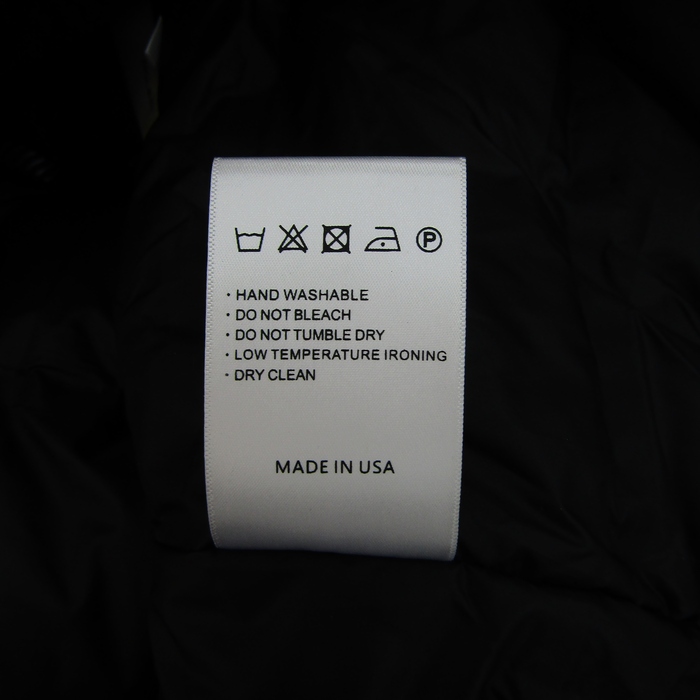 P
· HAND WASHABLE
· DO NOT BLEACH
· DO NOT TUMBLE DRY
· LOW TEMPERATURE IRONING
· DRY CLEAN
MADE IN USA